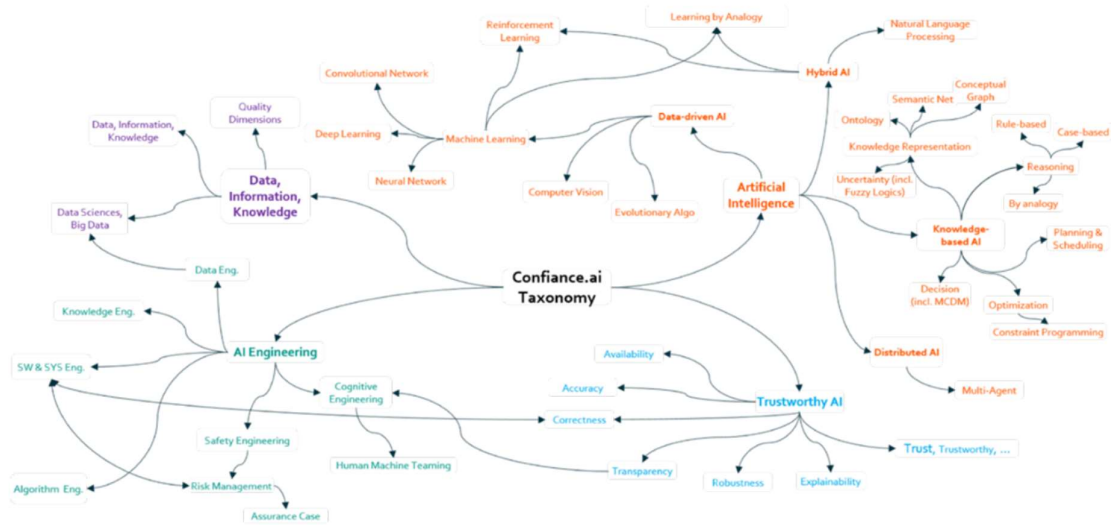 Learning by Analogy
Reinforcement
Learning
Natural Language
Processing
Hybrid AI
Convolutional Network
Conceptual
Graph
Semantic Net
Quality
Dimensions
Data-driven AI
Ontology
Rule-based
Case-based
Data, Information,
Knowledge
Deep Learning
Machine Learning
Knowledge Representation
Reasoning
Neural Network
Computer Vision
Uncertainty (incl.
Fuzzy Logics)
Data,
Information,
Knowledge
Artificial
Intelligence
By analogy
Evolutionary Algo
Data Sciences,
Big Data
Knowledge-
based AI
Planning &
Scheduling
Data Eng.
Confiance.ai
Taxonomy
Decision
(incl. MCDM)
Optimization
Knowledge Eng.
Constraint Programming
AI Engineering
Availability
Distributed AI
SW & SYS Eng.
Cognitive
Engineering
Accuracy
Multi-Agent
Trustworthy AI
Correctness
Safety Engineering
Trust, Trustworthy, ...
Human Machine Teaming
Transparency
Robustness
Explainability
Algorithm Eng.
Risk Management
Assurance Case